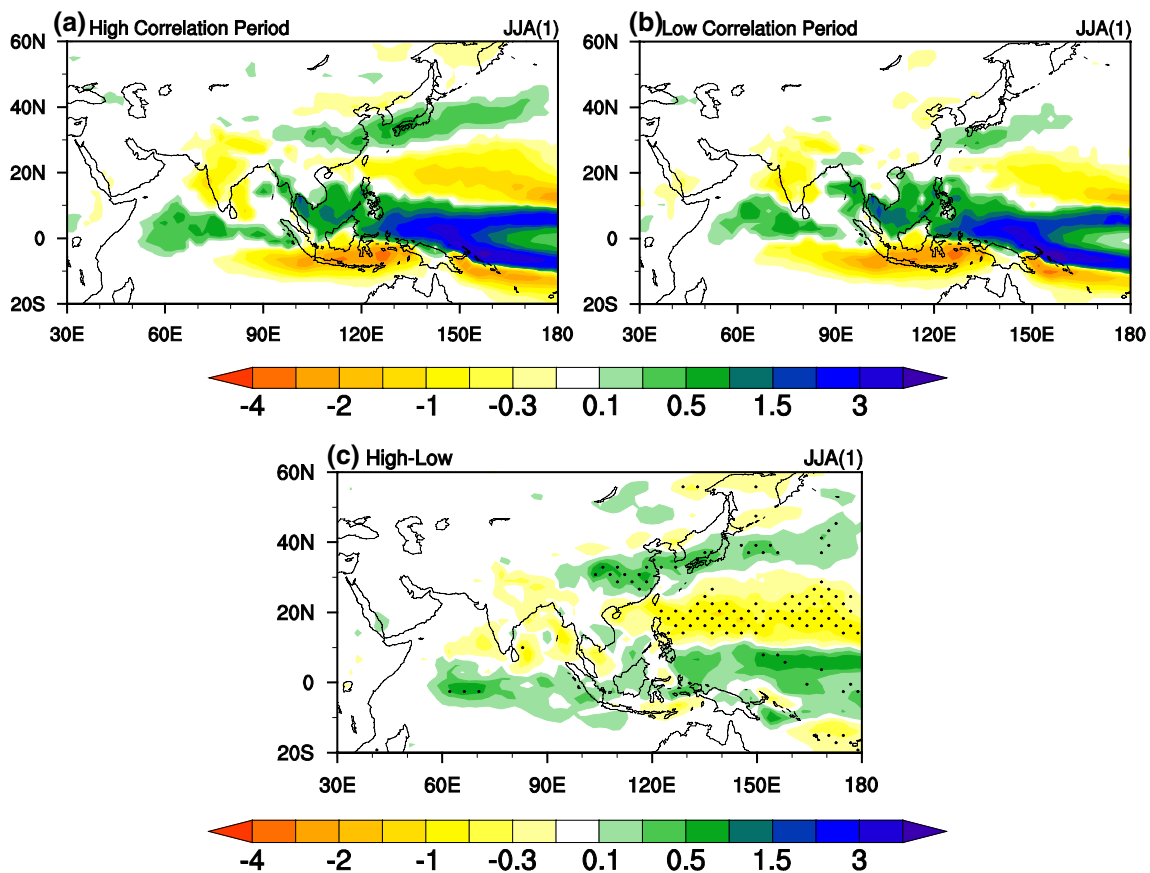 (a) High Correlation Period JJA(1)
60N
40N
20N
0
20S
30E 60E 90E 120E 150E 180
(b) Low Correlation Period JJA(1)
60N
40N
20N
0
20S
30E 60E 90E 120E 150E 180
-4 -2 -1 -0.3 0.1 0.5 1.5 3
(c) High-Low JJA(1)
60N
40N
20N
0
20S
30E 60E 90E 120E 150E 180
-4 -2 -1 -0.3 0.1 0.5 1.5 3